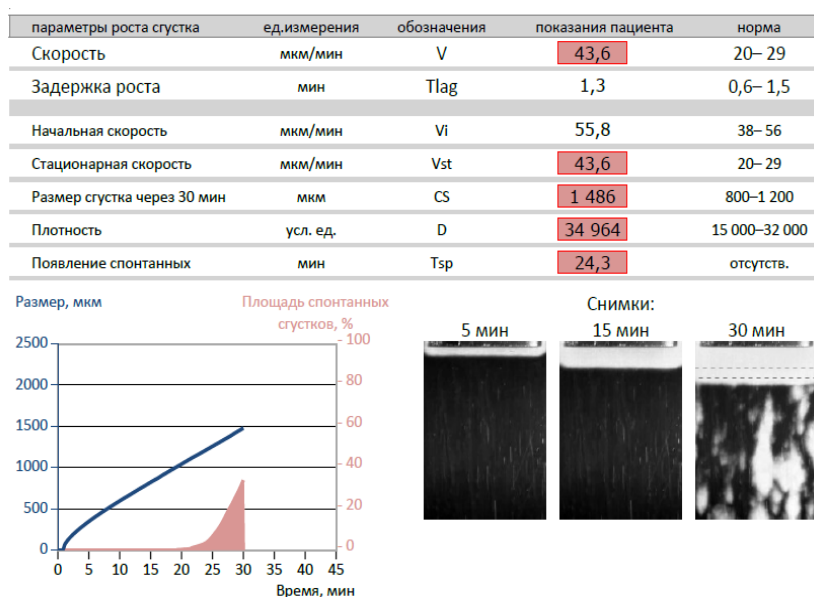 параметры роста сгустка ед.измерения обозначения показания пациента норма
Скорость мкм/мин V 43,6 20– 29
Задержка роста мин Tlag 1,3 0,6– 1,5
Начальная скорость мкм/мин Vi 55,8 38– 56
Стационарная скорость мкм/мин Vst 43,6 20– 29
Размер сгустка через 30 мин мкм CS 1 486 800–1 200
Плотность усл. ед. D 34 964 15 000–32 000
Появление спонтанных мин Tsp 24,3 отсутств.
Размер, мкм
Площадь спонтанных
сгустков, %
2500
2000
1500
1000
500
0
100
80
60
40
20
0
0 5 10 15 20 25 30 35 40 45
Время, мин
Снимки:
5 мин 15 мин 30 мин